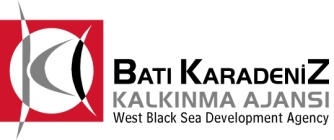 BATI KARADENİZ
KALKINMA AJANSI
West Black Sea Development Agency